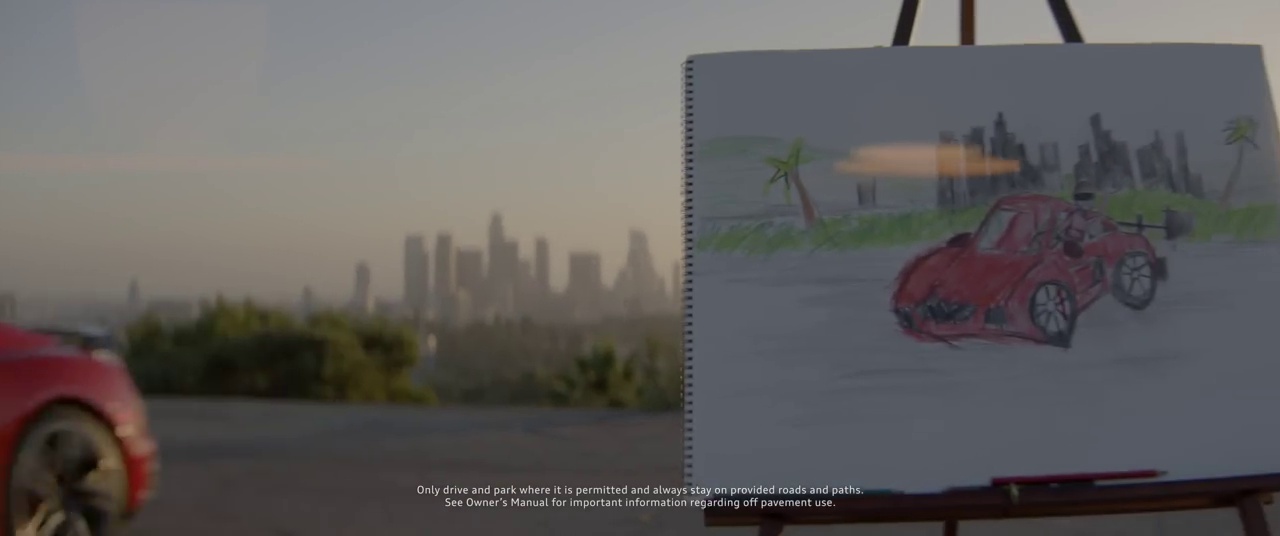 Only drive and park where it is permitted and always stay on provided roads and paths.
See Owner's Manual for important information regarding off pavement use.